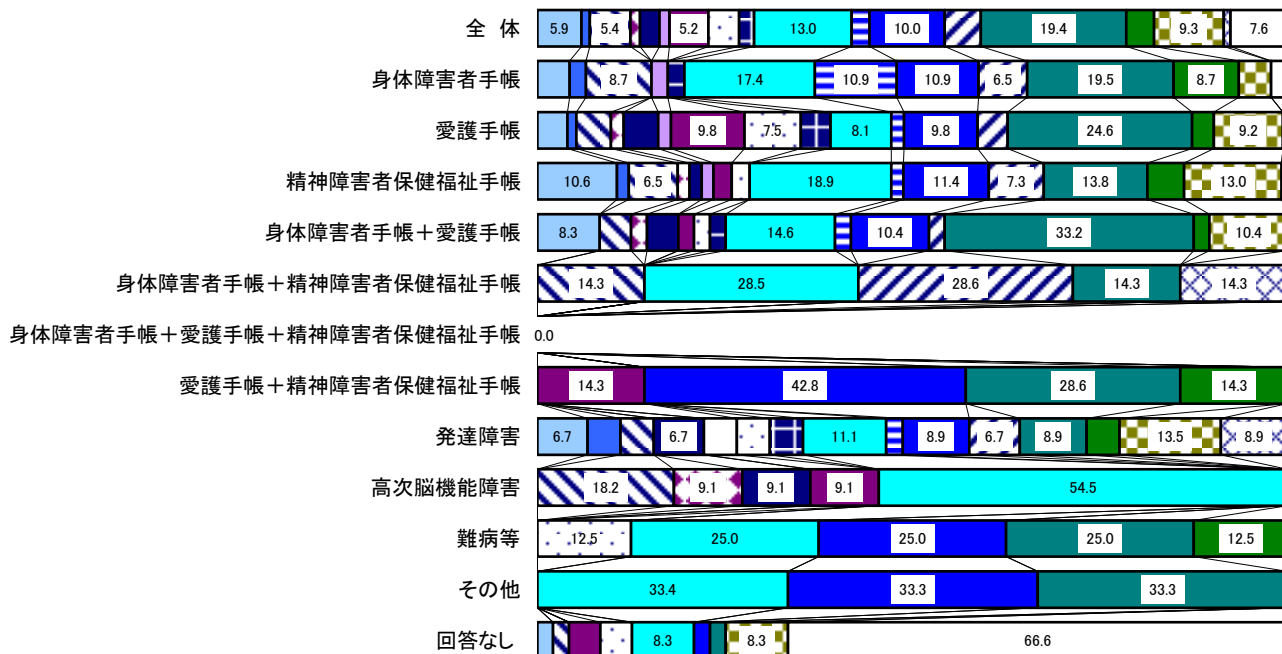 全 体 5.9 5.4 5.2 13.0 10.0 19.4 9.3 7.6
身体障害者手帳 8.7 17.4 10.9 10.9 6.5 19.5 8.7
愛護手帳 9.8 7.5 8.1 9.8 24.6 9.2
精神障害者保健福祉手帳 10.6 6.5 18.9 11.4 7.3 13.8 13.0
身体障害者手帳＋愛護手帳 8.3 14.6 10.4 33.2 10.4
身体障害者手帳＋精神障害者保健福祉手帳 14.3 28.5 28.6 14.3 14.3
身体障害者手帳＋愛護手帳＋精神障害者保健福祉手帳 0.0
愛護手帳＋精神障害者保健福祉手帳 14.3 42.8 28.6 14.3
発達障害 6.7 6.7 11.1 8.9 6.7 8.9 13.5 8.9
高次脳機能障害 18.2 9.1 9.1 9.1 54.5
難病等 12.5 25.0 25.0 25.0 12.5
その他 33.4 33.3 33.3
回答なし 8.3 8.3 66.6